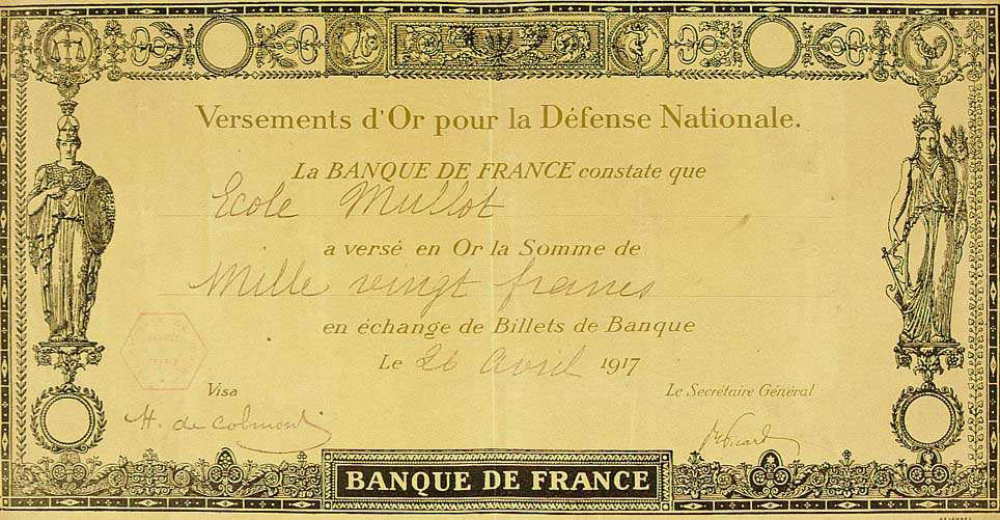 Versements d'Or pour la Défense Nationale.
La BANQUE DE FRANCE constate que
Ecole Mullot
a versé en Or la Somme de
Mille vingt francs
en échange de Billets de Banque
Le 26 avril 1917
Visa
Le Secrétaire Général
H. de Colmont
BANQUE DE FRANCE